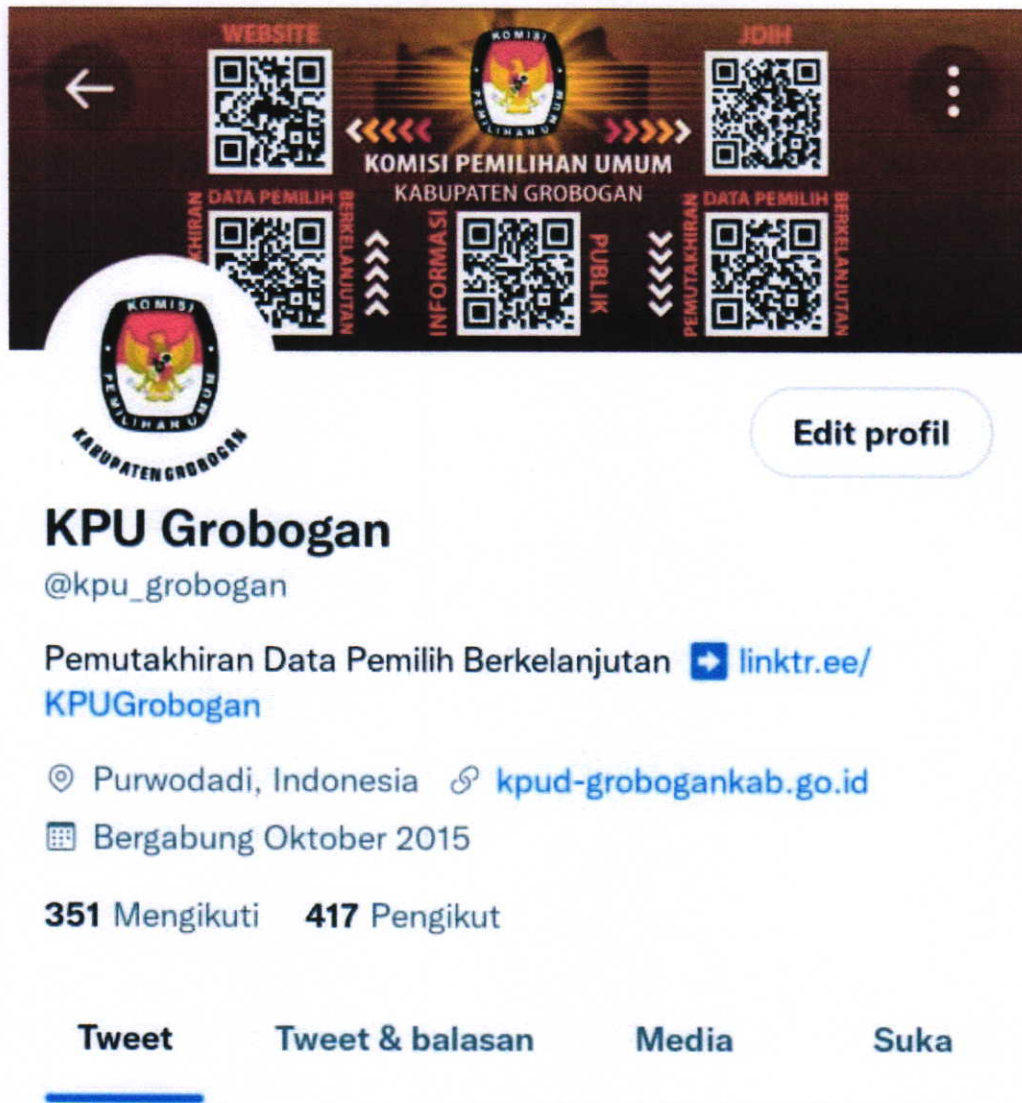 WEBSITE
JDIH
KOMISI
PEMILIHAN UMUM
KOMISI PEMILIHAN UMUM
KABUPATEN GROBOGAN
DATA PEMILIH
BERKELANJUTAN
INFORMASI
PUBLIK
PEMUTAKHIRAN
DATA PEMILIH
BERKELANJUTAN
KOMISI
PEMILIHAN UMUM
KABUPATEN GROBOGAN
Edit profil
KPU Grobogan
@kpu_grobogan
Pemutakhiran Data Pemilih Berkelanjutan linktr.ee/
KPUGrobogan
Purwodadi, Indonesia kpud-grobogankab.go.id
Bergabung Oktober 2015
351 Mengikuti 417 Pengikut
Tweet Tweet & balasan Media Suka